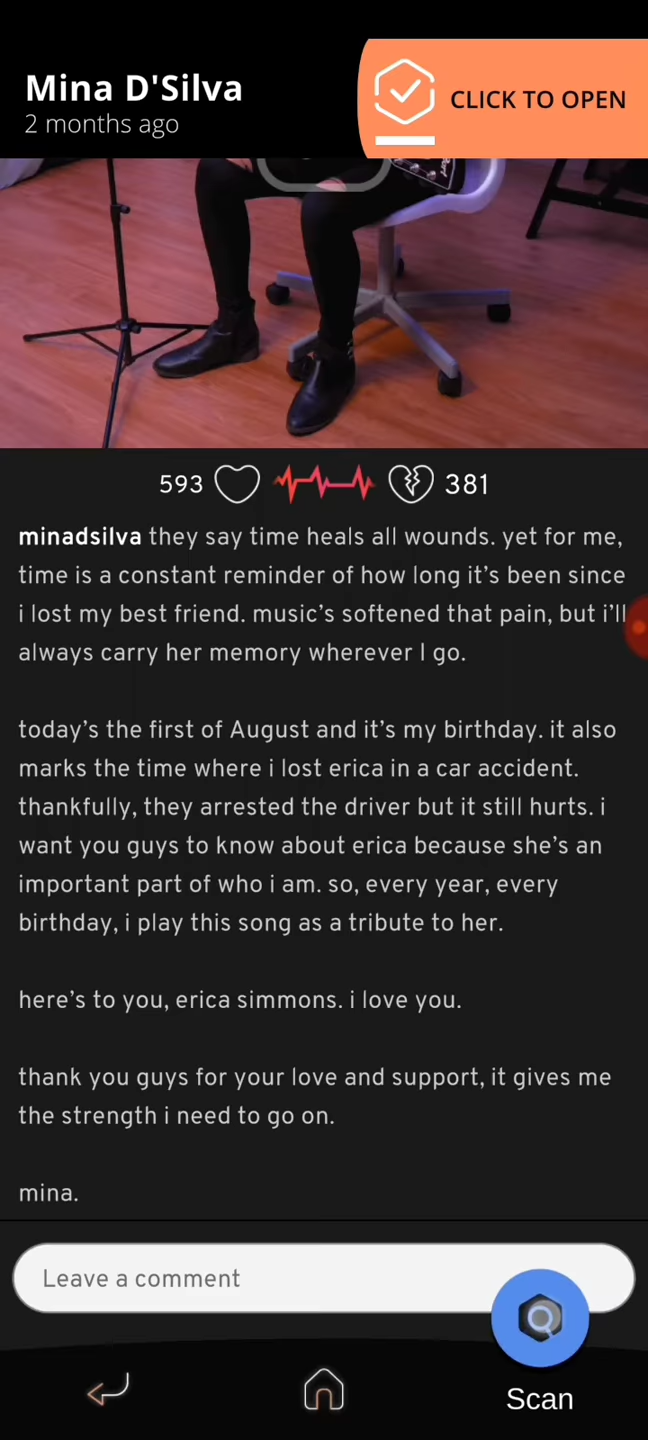 Mina D'Silva
2 months ago
CLICK TO OPEN
593
381
minadsilva they say time heals all wounds. yet for me,
time is a constant reminder of how long it's been since
i lost my best friend. music's softened that pain, but i'll
always carry her memory wherever I go.
today's the first of August and it's my birthday. it also
marks the time where i lost erica in a car accident.
thankfully, they arrested the driver but it still hurts. i
want you guys to know about erica because she's an
important part of who i am. so, every year, every
birthday, i play this song as a tribute to her.
here's to you, erica simmons. i love you.
thank you guys for your love and support, it gives me
the strength i need to go on.
mina.
Leave a comment
Scan